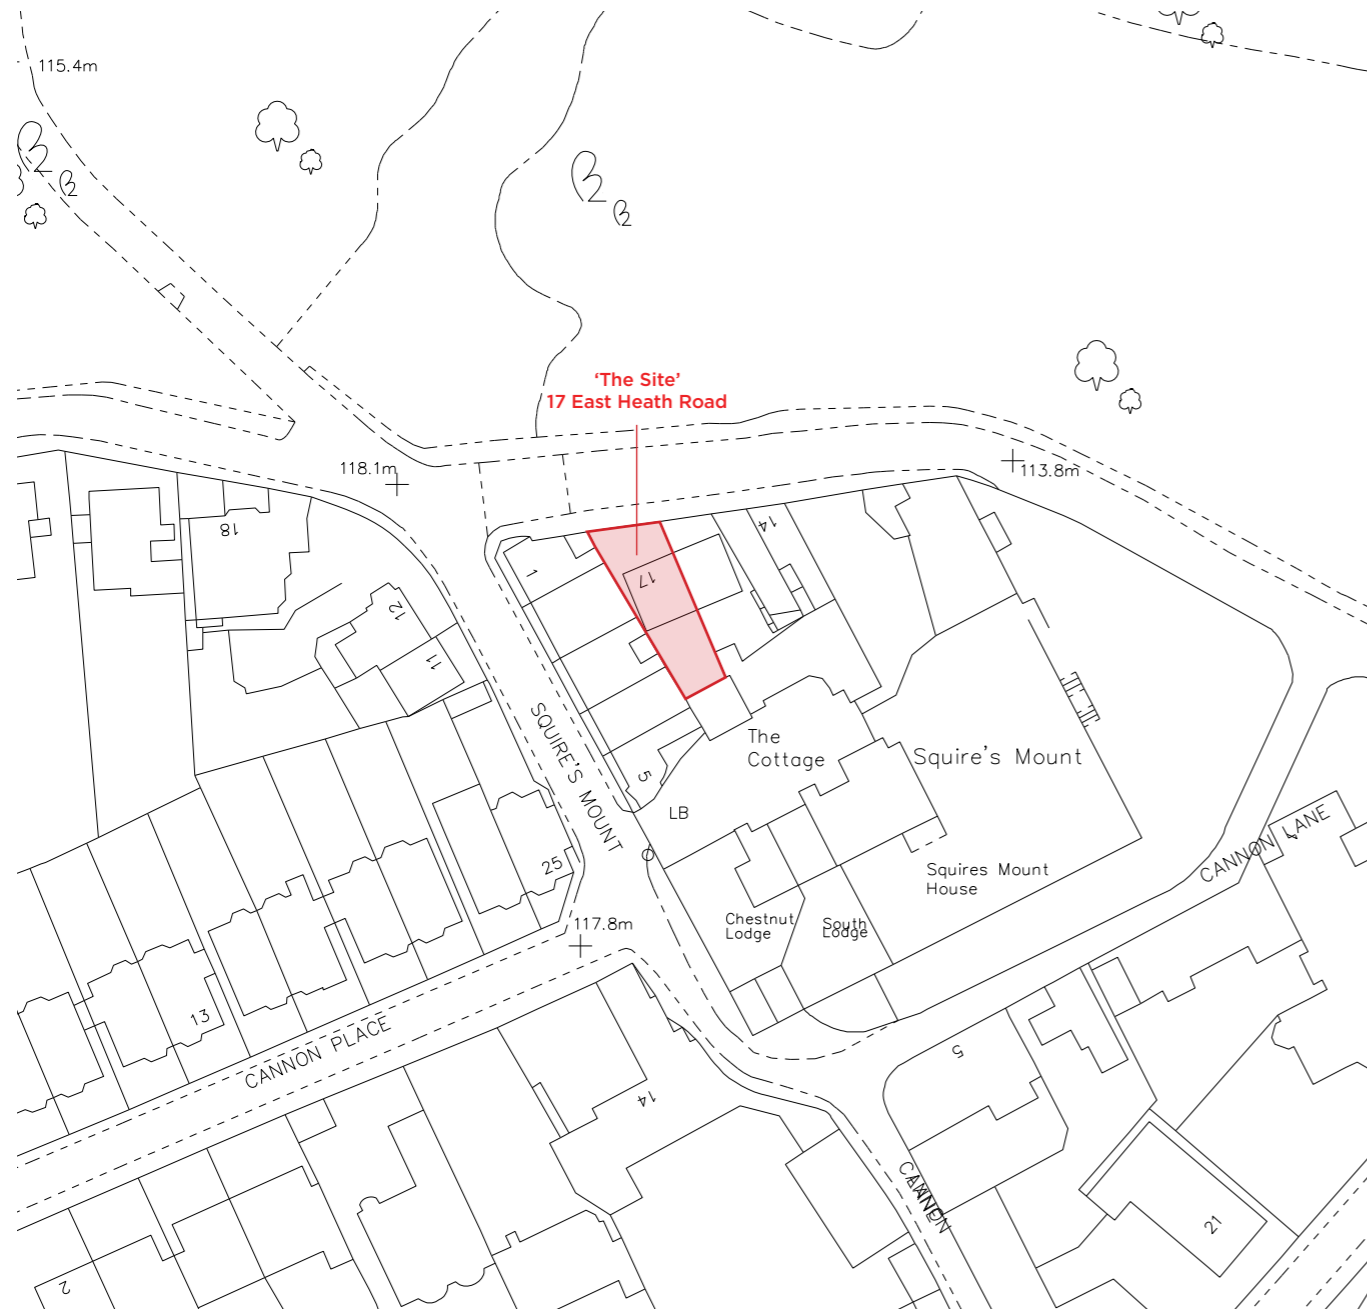 115.4m
‘The Site’
17 East Heath Road
118.1m
113.8m
18
14
1
17
12
11
SQUIRE'S MOUNT
The
Cottage
Squire's Mount
5
LB
25
CANNON LANE
Squires Mount
House
Chestnut
Lodge
South
Lodge
117.8m
13
CANNON PLACE
5
14
CANNON
21
2